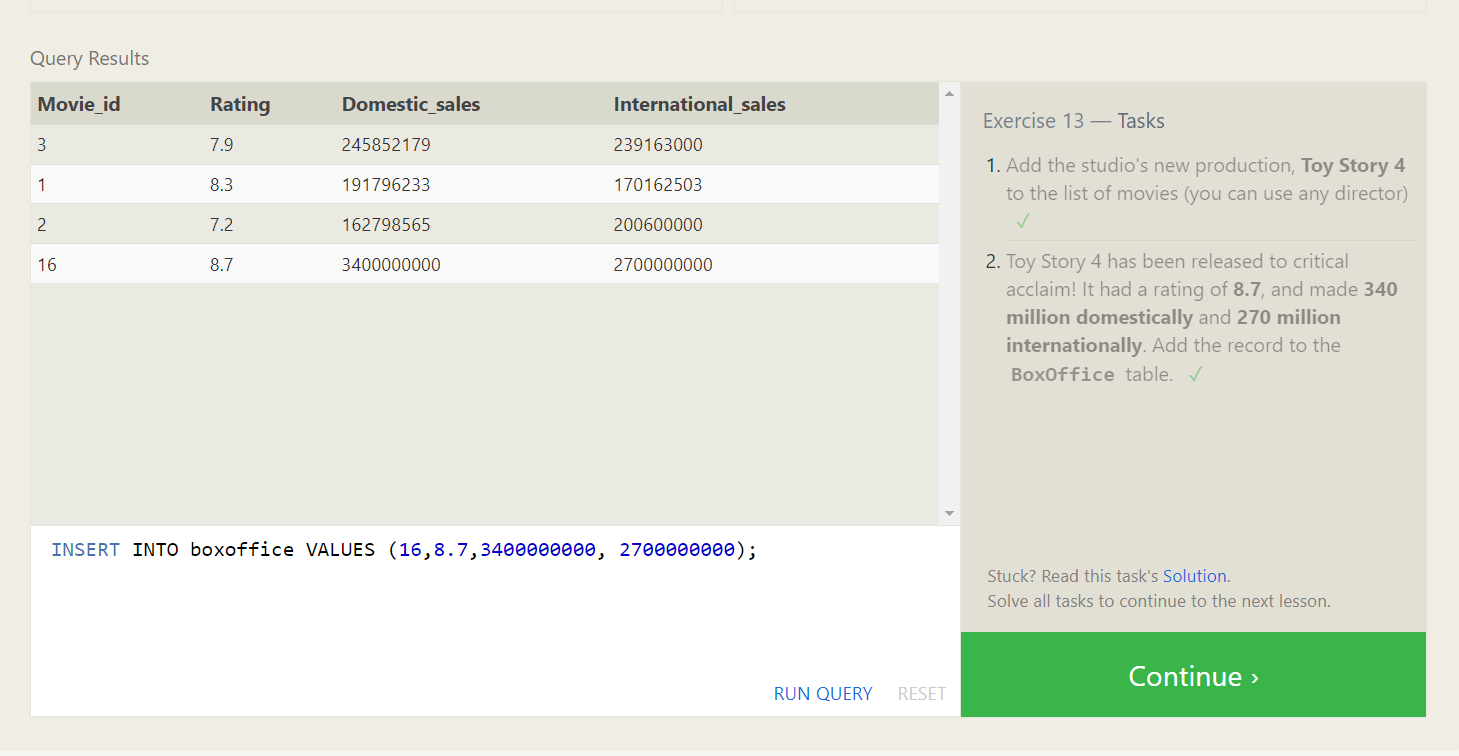 Query Results
Movie_id Rating Domestic_sales International_sales
3 7.9 245852179 239163000
1 8.3 191796233 170162503
2 7.2 162798565 200600000
16 8.7 3400000000 2700000000
INSERT INTO boxoffice VALUES (16,8.7,3400000000, 2700000000);
RUN QUERY RESET
Exercise 13 — Tasks
1. Add the studio's new production, Toy Story 4
to the list of movies (you can use any director)
✓
2. Toy Story 4 has been released to critical
acclaim! It had a rating of 8.7, and made 340
million domestically and 270 million
internationally. Add the record to the
BoxOffice table. ✓
Stuck? Read this task's Solution.
Solve all tasks to continue to the next lesson.
Continue ›